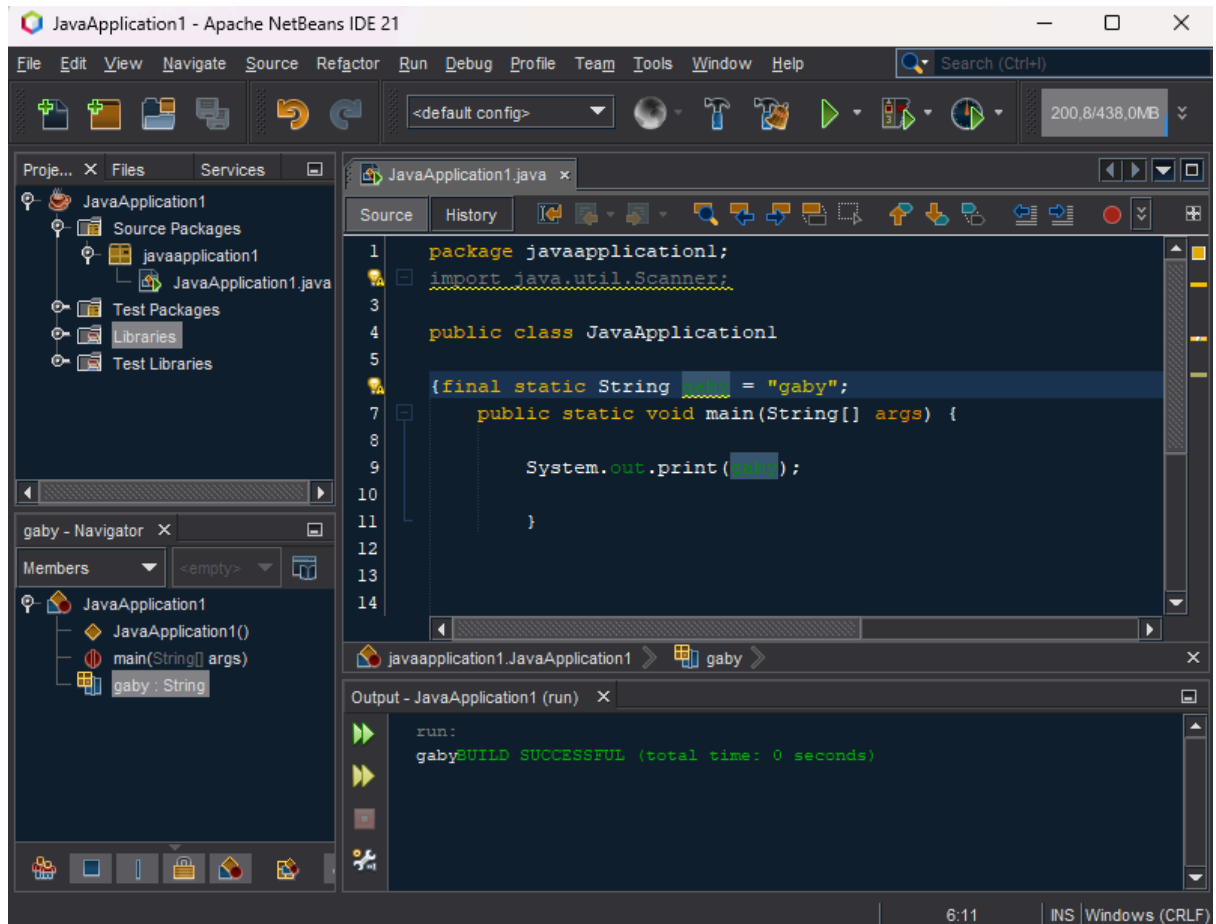 JavaApplication1 - Apache NetBeans IDE 21
File Edit View Navigate Source Refactor Run Debug Profile Team Tools Window Help
Search (Ctrl+I)
<default config>
200,8/438,0MB
Proje... Files Services
JavaApplication1
Source Packages
javaapplication1
JavaApplication1.java
Test Packages
Libraries
Test Libraries
gaby - Navigator
Members
<empty>
JavaApplication1
JavaApplication1()
main(String[] args)
gaby : String
JavaApplication1.java
Source History
1 package javaapplication1;
import java.util.Scanner;
3
4 public class JavaApplication1
5
{final static String gaby = "gaby";
7 public static void main(String[] args) {
8
9 System.out.print(gaby);
10
11 }
12
13
14
javaapplication1.JavaApplication1 gaby
Output - JavaApplication1 (run)
run:
gabyBUILD SUCCESSFUL (total time: 0 seconds)
6:11 INS Windows (CRLF)